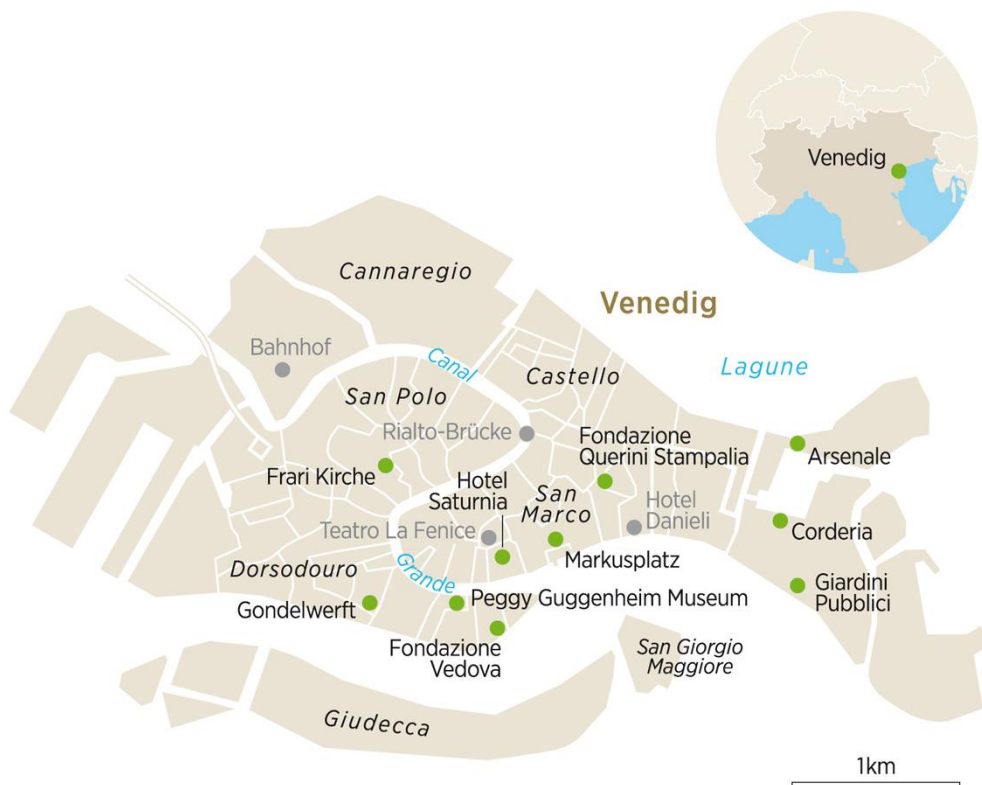 Venedig
Cannaregio
Venedig
Bahnhof
Canal
Castello
Lagune
San Polo
Rialto-Brücke
Fondazione
Querini Stampalia
Arsenale
Frari Kirche
Hotel
Saturnia
San
Marco
Hotel
Danieli
Teatro La Fenice
Corderia
Markusplatz
Grande
Dorsodouro
Giardini
Pubblici
Gondelwerft
Peggy Guggenheim Museum
Fondazione
Vedova
San Giorgio
Maggiore
Giudecca
1km